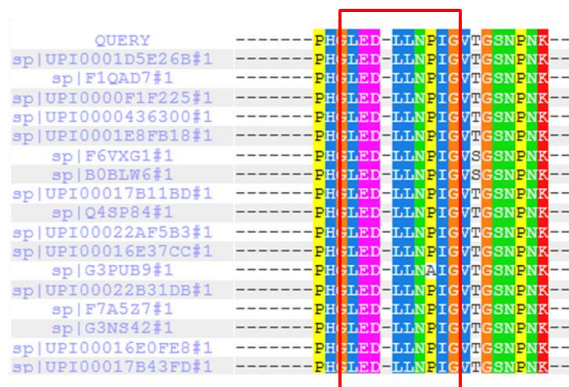 QUERY -------PHGLED-LLNPIGVTGSNPNK--
sp|UPI0001D5E26B#1 -------PHGLED-LLNPIGVTGSNPNK--
sp|F1QAD7#1 -------PHGLED-LLNPIGVTGSNPNK--
sp|UPI0000F1F225#1 -------PHGLED-LLNPIGVTGSNPNK--
sp|UPI0000436300#1 -------PHGLED-LLNPIGVTGSNPNK--
sp|UPI0001E8FB18#1 -------PHGLED-LLNPIGVTGSNPNK--
sp|F6VXG1#1 -------PHGLED-LLNPIGVSGSNPNK--
sp|B0BLW6#1 -------PHGLED-LLNPIGVSGSNPNK--
sp|UPI00017B11BD#1 -------PHGLED-LLNPIGVTGSNPNK--
sp|Q4SP84#1 -------PHGLED-LLNPIGVTGSNPNK--
sp|UPI00022AF5B3#1 -------PHGLED-LLNPIGVTGSNPNK--
sp|UPI00016E37CC#1 -------PHGLED-LLNPIGVTGSNPNK--
sp|G3PUB9#1 -------PHGLED-LLNAIGVTGSNPNK--
sp|UPI00022B31DB#1 -------PHGLED-LLNPIGVTGSNPNK--
sp|F7A5Z7#1 -------PHGLED-LLNPIGVTGSNPNK--
sp|G3NS42#1 -------PHGLED-LLNPIGVTGSNPNK--
sp|UPI00016E0FE8#1 -------PHGLED-LLNPIGVTGSNPNK--
sp|UPI00017B43FD#1 -------PHGLED-LLNPIGVTGSNPNK--